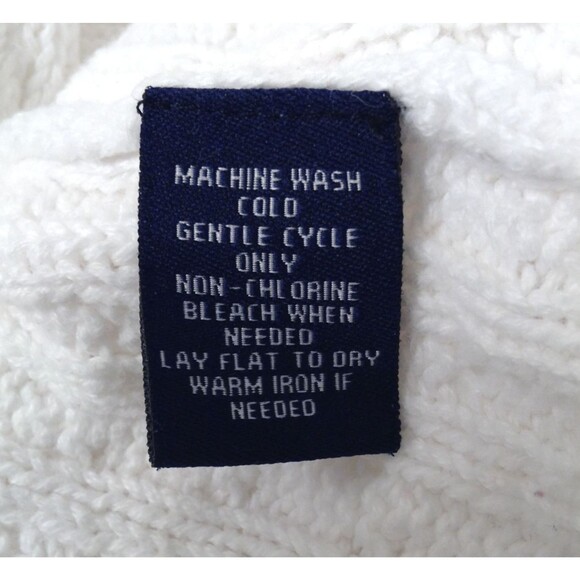 MACHINE WASH
COLD
GENTLE CYCLE
ONLY
NON-CHLORINE
BLEACH WHEN
NEEDED
LAY FLAT TO DRY
WARM IRON IF
NEEDED